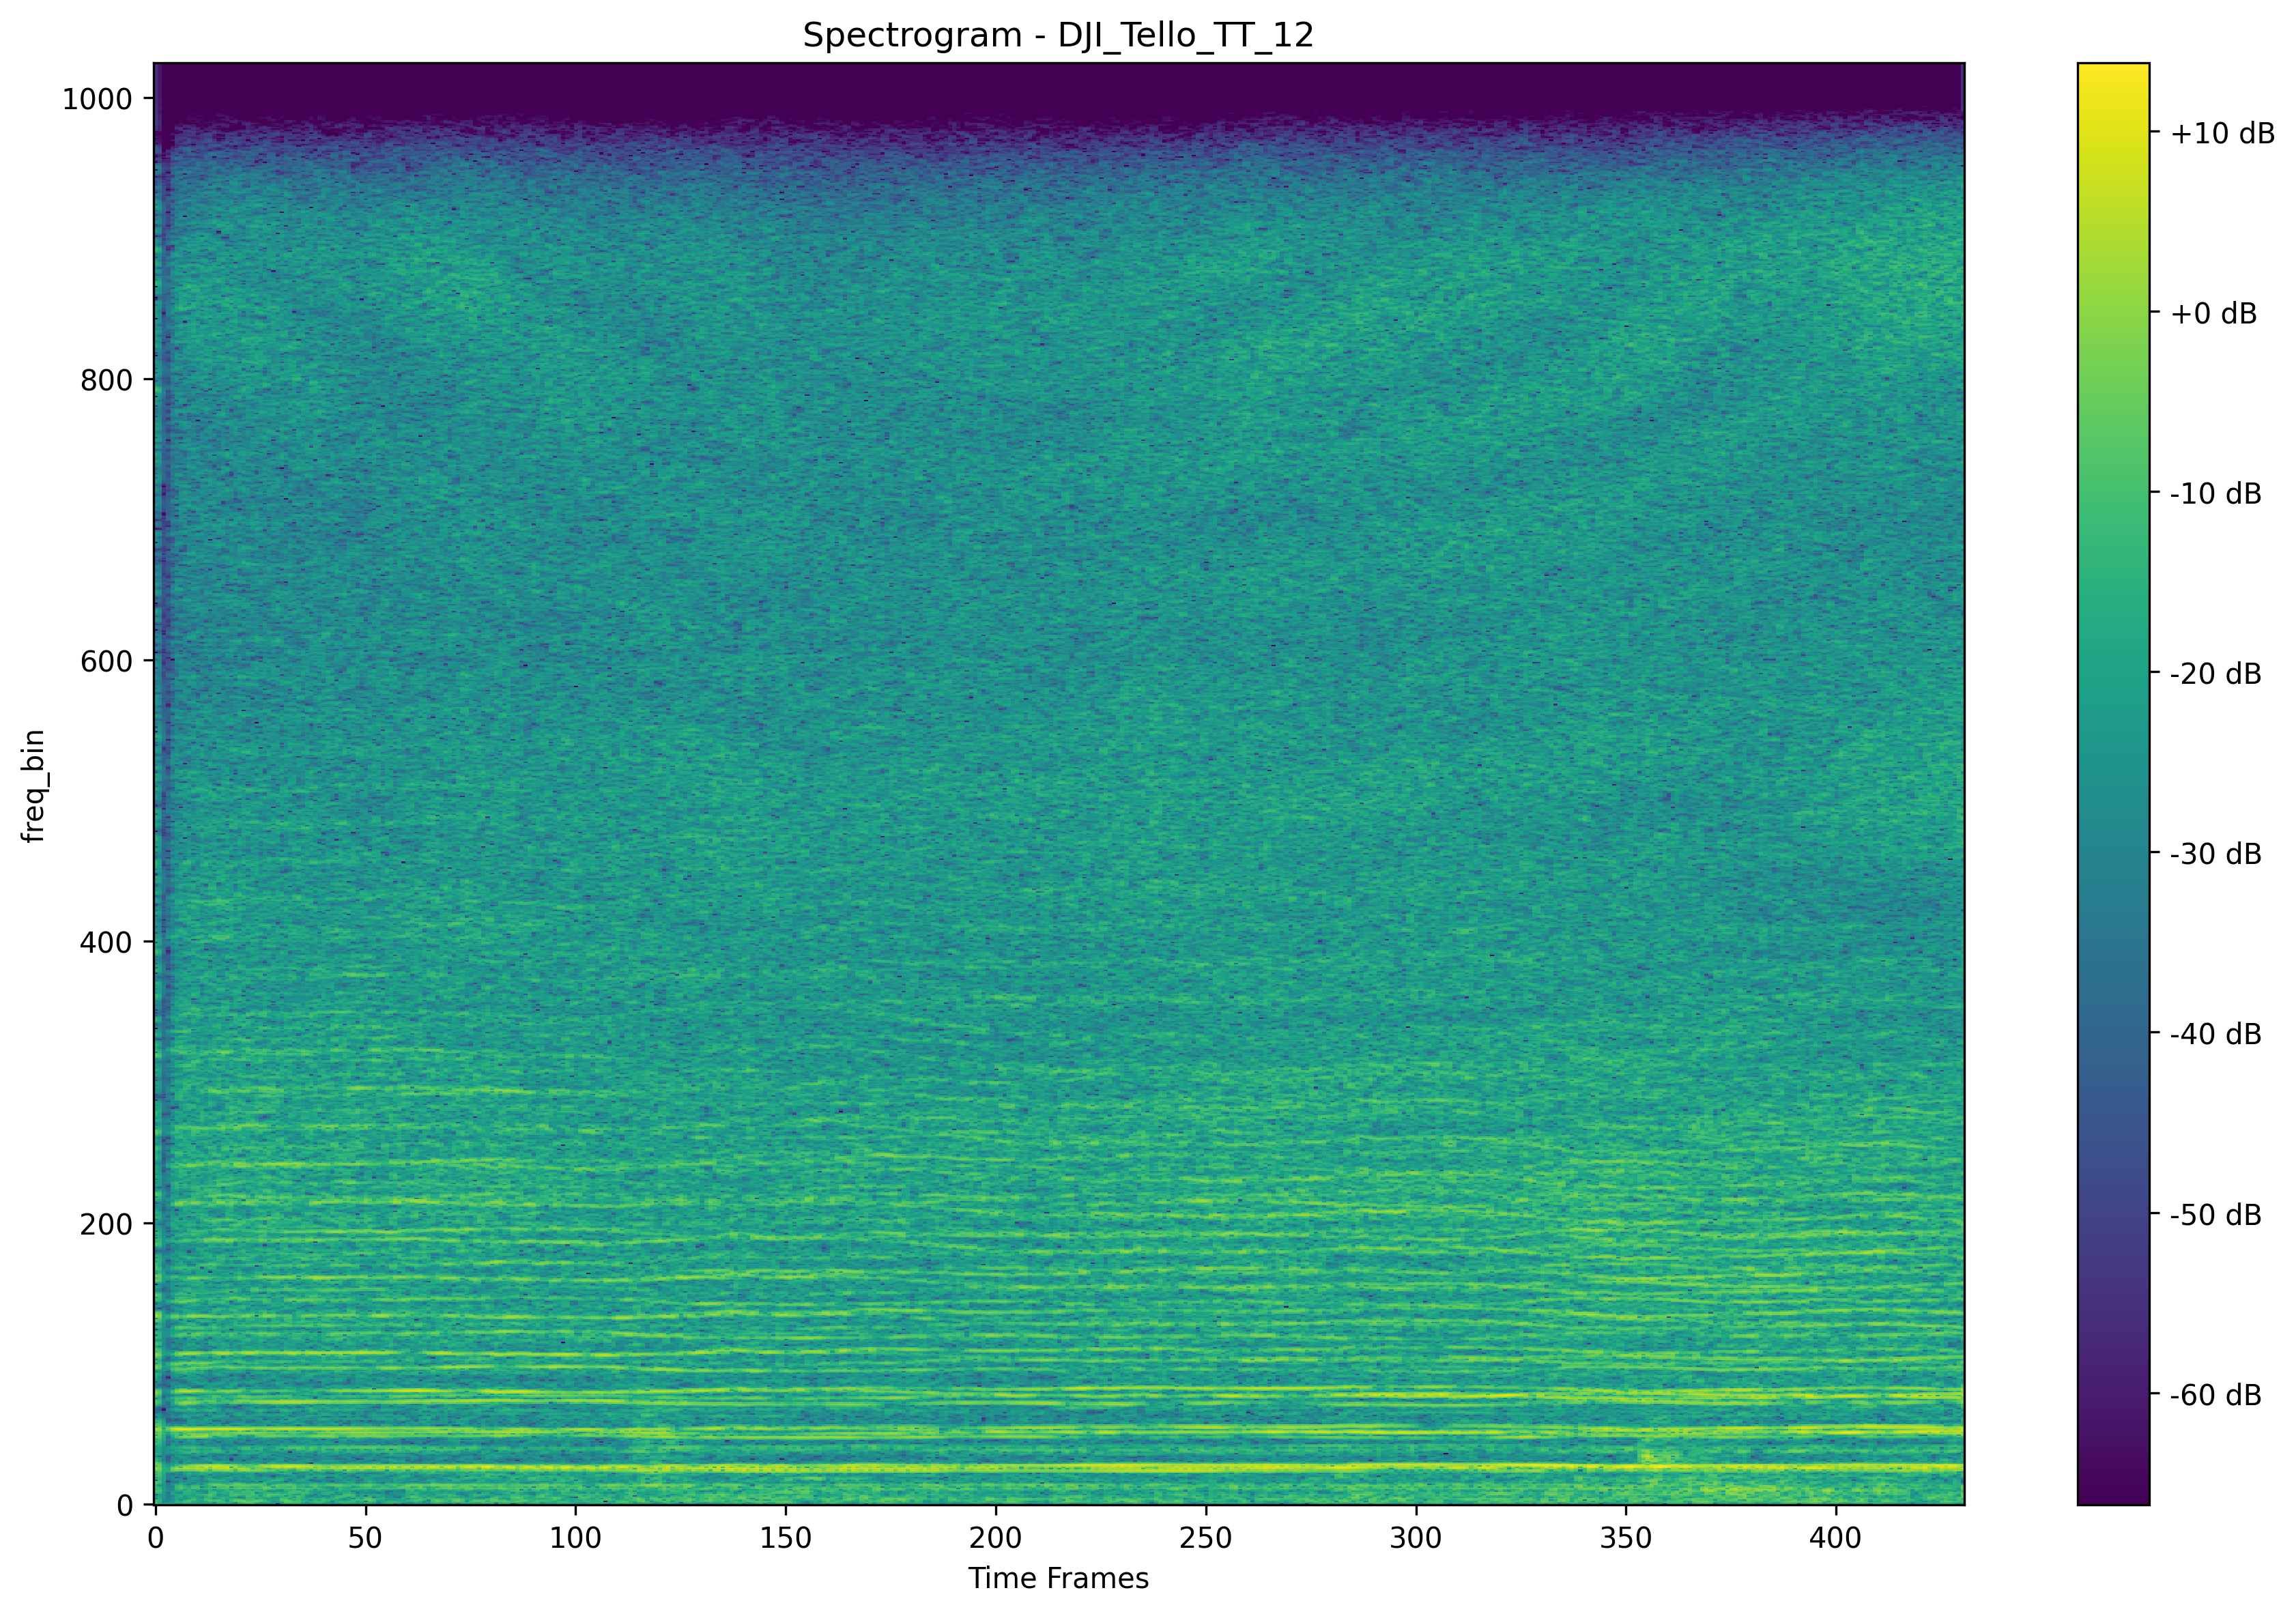 Spectrogram - DJI_Tello_TT_12
1000
800
600
400
200
0
freq_bin
0 50 100 150 200 250 300 350 400
Time Frames
+10 dB
+0 dB
-10 dB
-20 dB
-30 dB
-40 dB
-50 dB
-60 dB